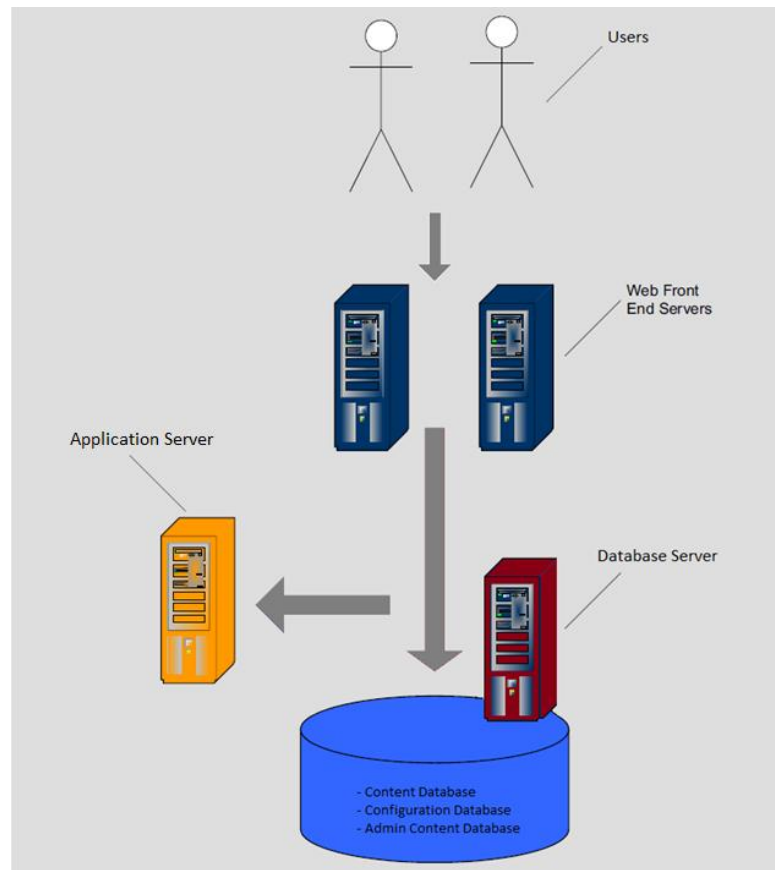 Users
Web Front
End Servers
Application Server
Database Server
- Content Database
- Configuration Database
- Admin Content Database